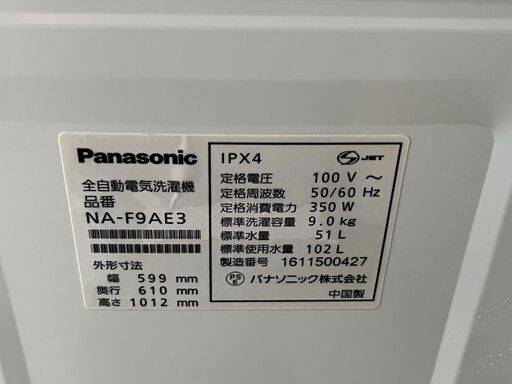 Panasonic
全自動電気洗濯機
品番
NA-F9AE3
外形寸法
幅 599 mm
奥行 610 mm
高さ 1012 mm
IPX4
S JET
定格電圧 100 V ～
定格周波数 50/60 Hz
定格消費電力 350 W
標準洗濯容量 9.0 kg
標準水量 51 L
標準使用水量 102 L
製造番号 1611500427
PS E パナソニック株式会社
中国製